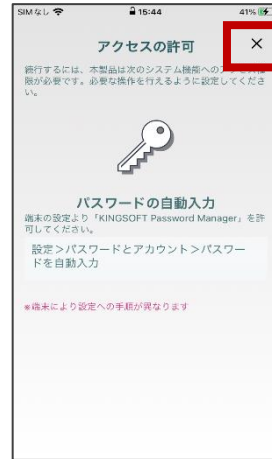 SIMなし 15:44 41%
アクセスの許可 ×
続行するには、本製品は次のシステム機能へのアクセス権
限が必要です。必要な操作を行えるように設定してくださ
い。
パスワードの自動入力
端末の設定より「KINGSOFT Password Manager」を許
可してください。
設定＞パスワードとアカウント＞パスワー
ドを自動入力
※端末により設定への手順が異なります